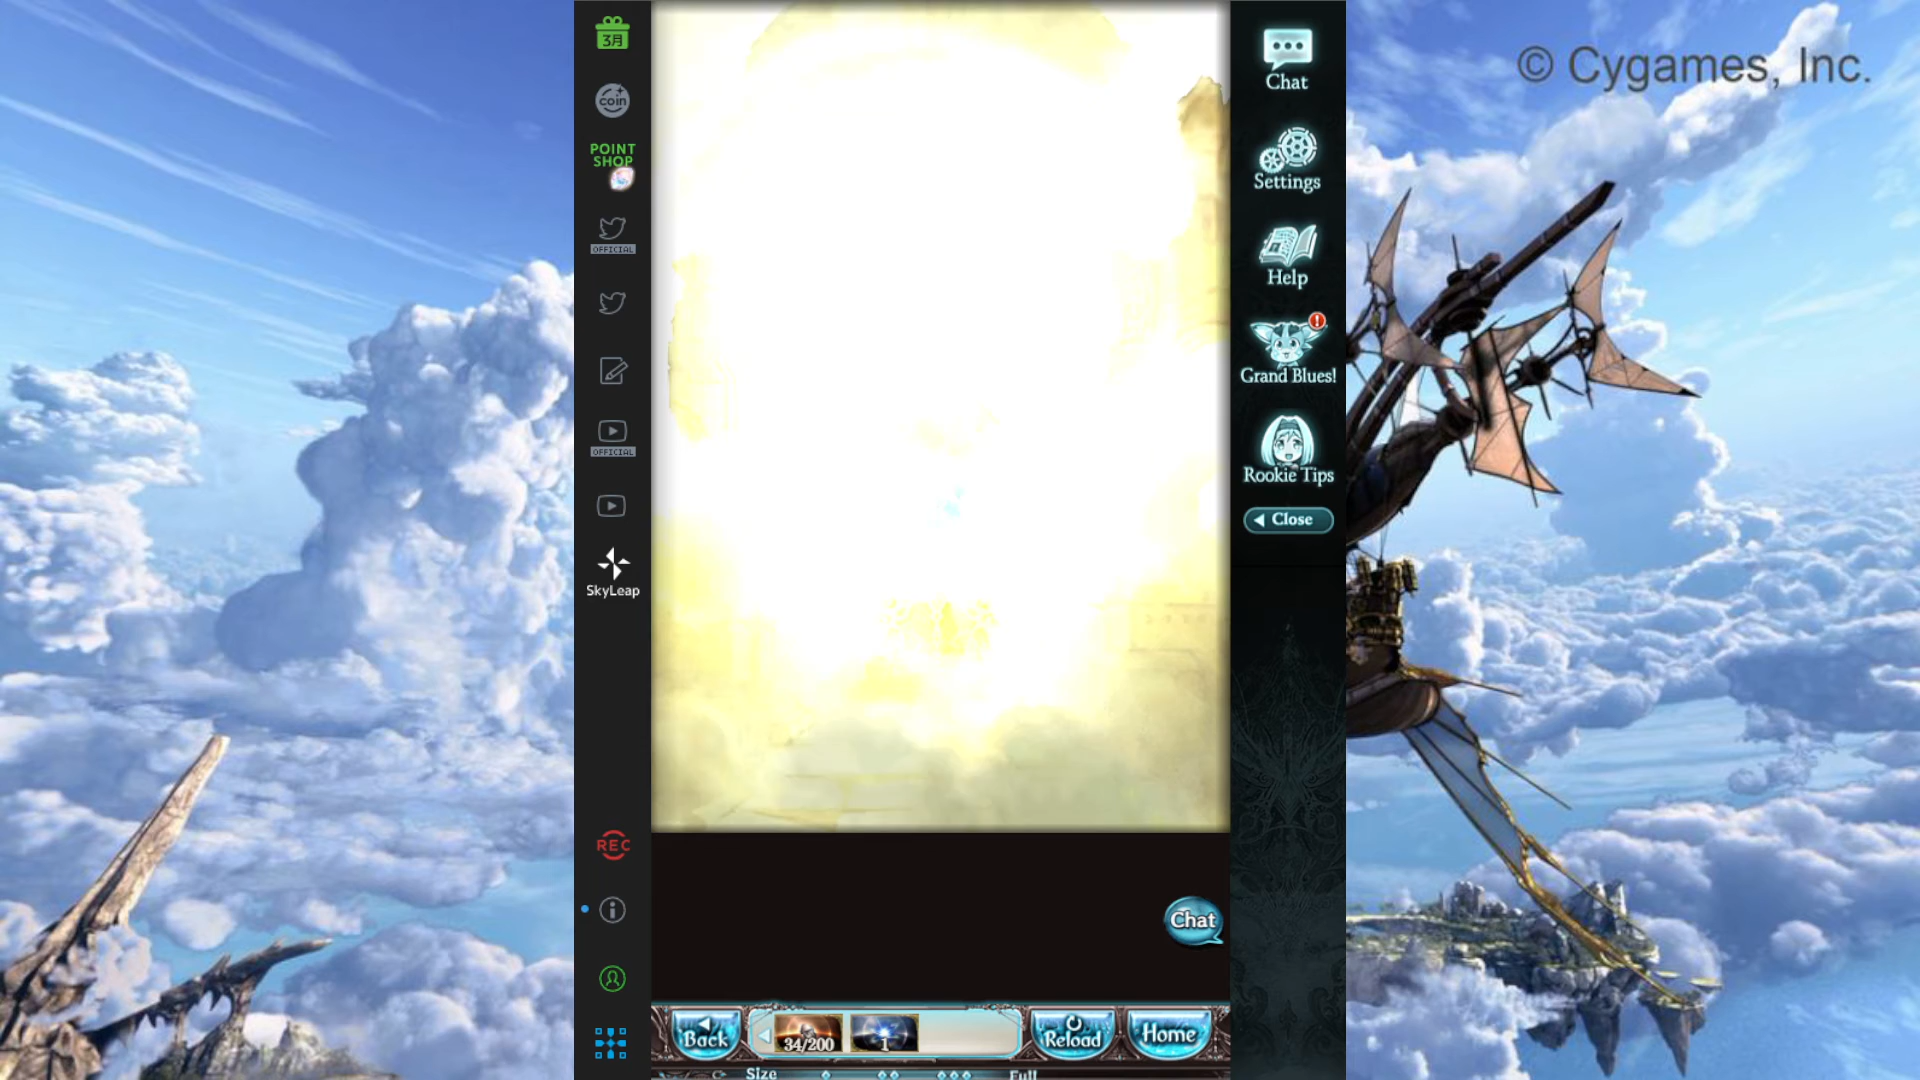 3月
coin
POINT
SHOP
OFFICIAL
OFFICIAL
SkyLeap
REC
Chat
Settings
Help
Grand Blues!
Rookie Tips
Close
© Cygames, Inc.
Chat
Back
34/200
1
Reload
Home
Size
Full